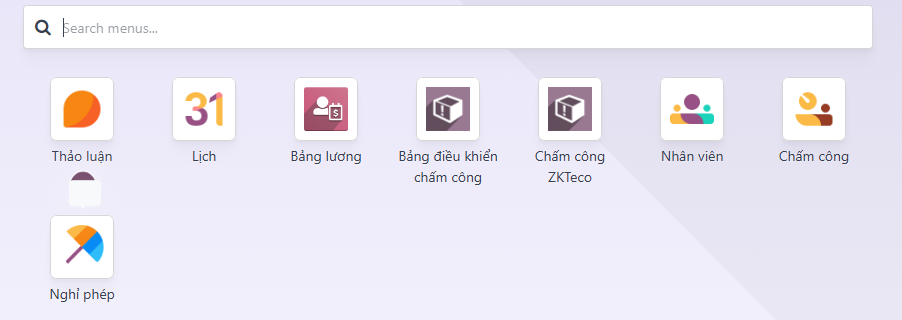 Search menus...
31
Thảo luận
Lịch
Bảng lương
Bảng điều khiển
chấm công
Chấm công
ZKTeco
Nhân viên
Chấm công
Nghỉ phép